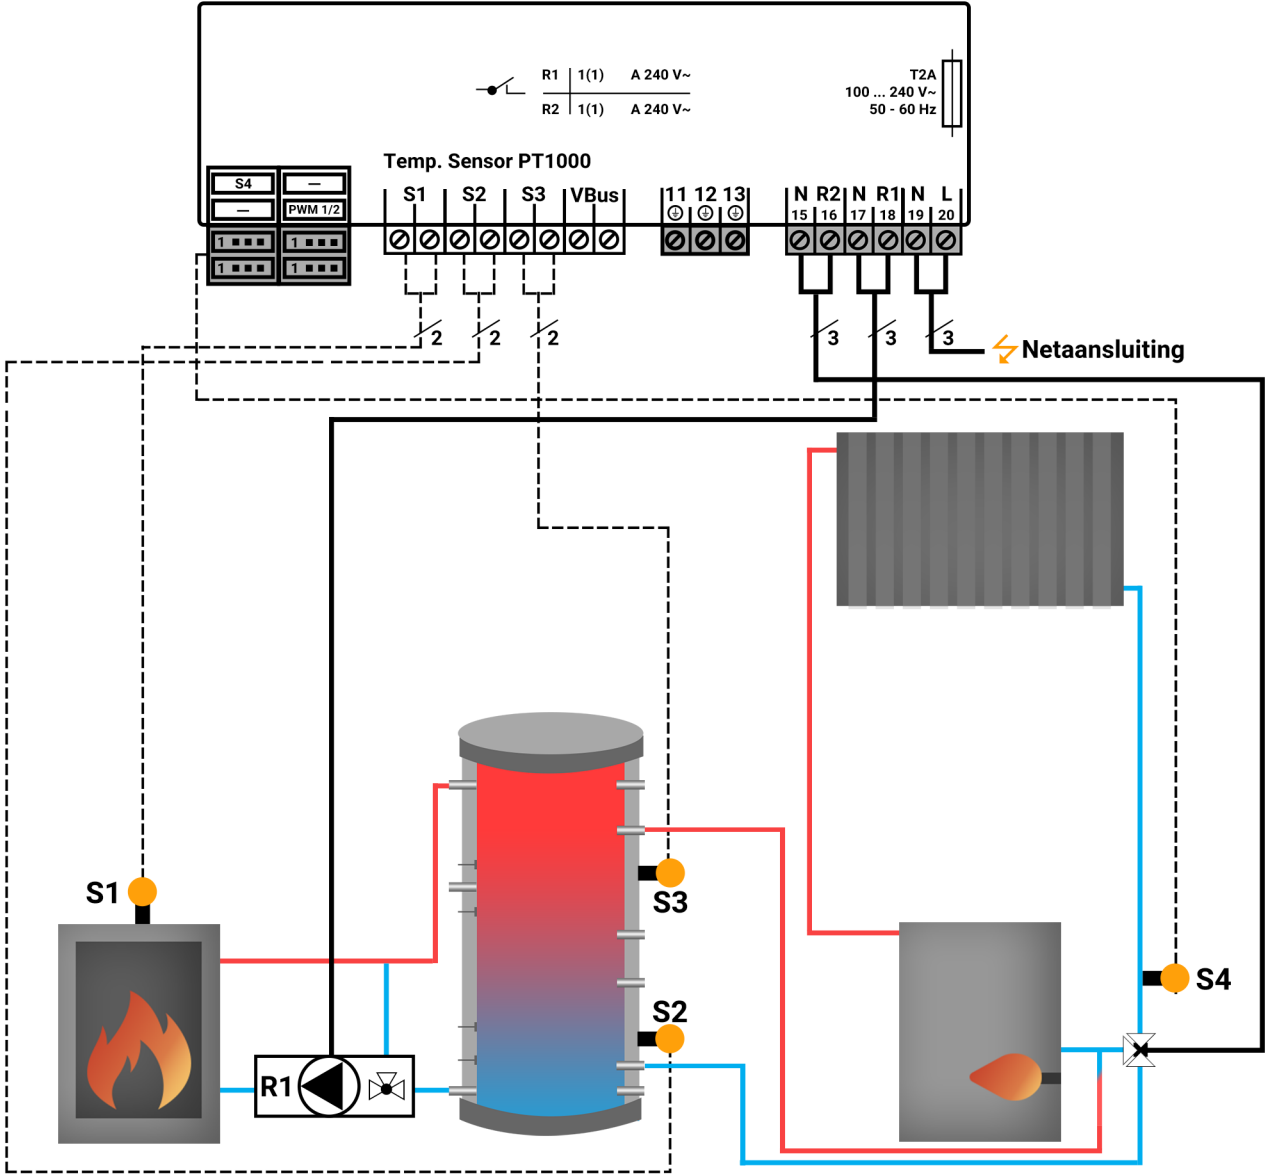 R1 1(1) A 240 V~
R2 1(1) A 240 V~
T2A
100 ... 240 V~
50 - 60 Hz
Temp. Sensor PT1000
S4 —
— PWM 1/2
1
1
1
1
S1 S2 S3 VBus
11 12 13
N R2 N R1 N L
15 16 17 18 19 20
2 2 2
3 3 3
Netaansluiting
S1
S3
S4
S2
R1